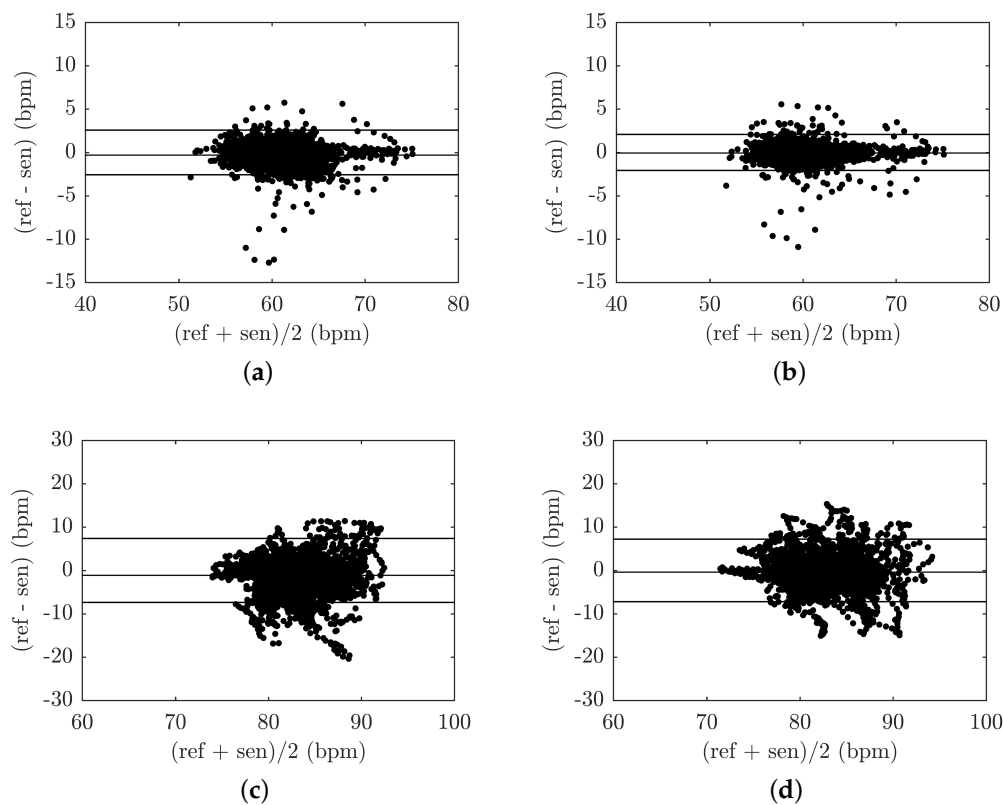 15
10
5
0
-5
-10
-15
(ref - sen) (bpm)
40 50 60 70 80
(ref + sen)/2 (bpm)
(a)
15
10
5
0
-5
-10
-15
(ref - sen) (bpm)
40 50 60 70 80
(ref + sen)/2 (bpm)
(b)
30
20
10
0
-10
-20
-30
(ref - sen) (bpm)
60 70 80 90 100
(ref + sen)/2 (bpm)
(c)
30
20
10
0
-10
-20
-30
(ref - sen) (bpm)
60 70 80 90 100
(ref + sen)/2 (bpm)
(d)